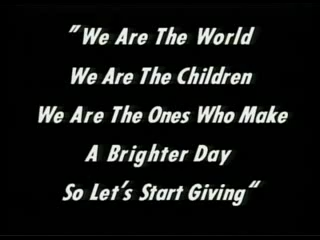 "We Are The World
We Are The Children
We Are The Ones Who Make
A Brighter Day
So Let's Start Giving"